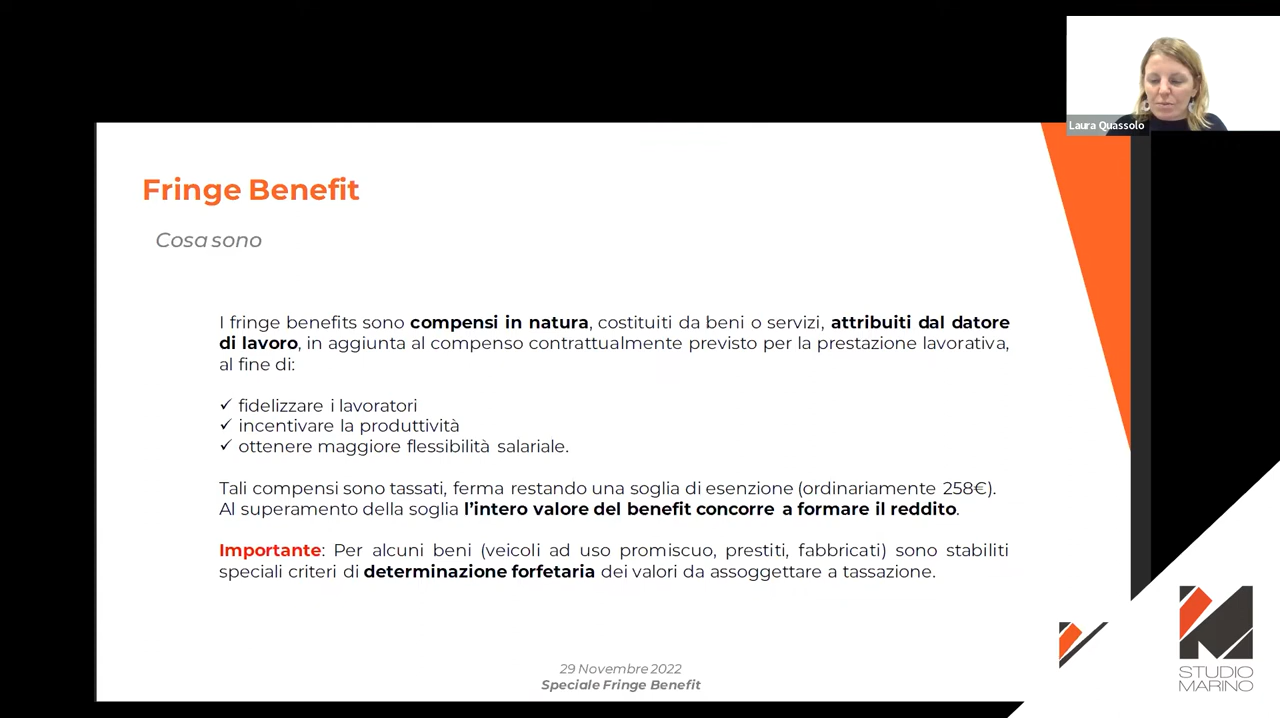 Laura Quassolo
Fringe Benefit
Cosa sono
I fringe benefits sono compensi in natura, costituiti da beni o servizi, attribuiti dal datore
di lavoro, in aggiunta al compenso contrattualmente previsto per la prestazione lavorativa,
al fine di:
✓ fidelizzare i lavoratori
✓ incentivare la produttività
✓ ottenere maggiore flessibilità salariale.
Tali compensi sono tassati, ferma restando una soglia di esenzione (ordinariamente 258€).
Al superamento della soglia l’intero valore del benefit concorre a formare il reddito.
Importante: Per alcuni beni (veicoli ad uso promiscuo, prestiti, fabbricati) sono stabiliti
speciali criteri di determinazione forfetaria dei valori da assoggettare a tassazione.
29 Novembre 2022
Speciale Fringe Benefit
STUDIO
MARINO